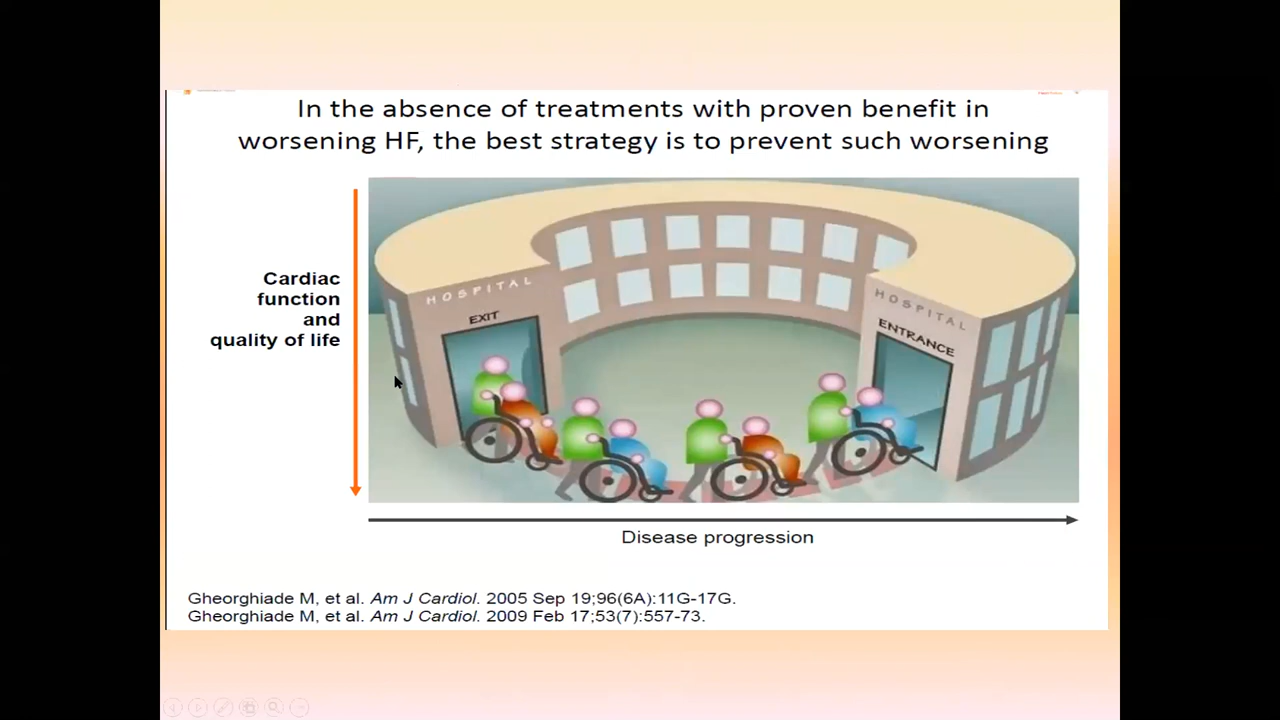 In the absence of treatments with proven benefit in
worsening HF, the best strategy is to prevent such worsening
Cardiac
function
and
quality of life
HOSPITAL
EXIT
HOSPITAL
ENTRANCE
Disease progression
Gheorghiade M, et al. Am J Cardiol. 2005 Sep 19;96(6A):11G-17G.
Gheorghiade M, et al. Am J Cardiol. 2009 Feb 17;53(7):557-73.